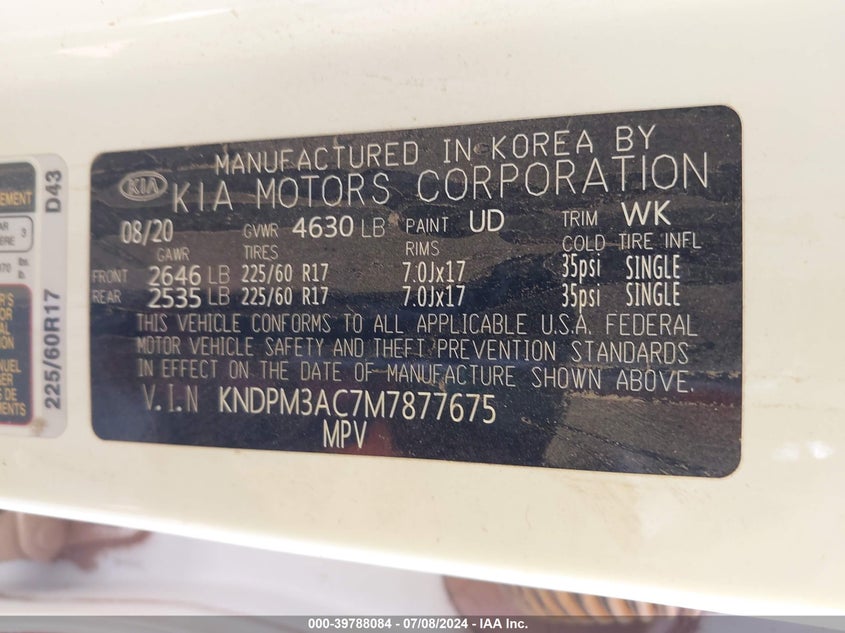 MANUFACTURED IN KOREA BY
KIA KIA MOTORS CORPORATION
08/20 GVWR 4630 LB PAINT UD TRIM WK
GAWR TIRES RIMS COLD TIRE INFL
FRONT 2646 LB 225/60 R17 7.0Jx17 35psi SINGLE
REAR 2535 LB 225/60 R17 7.0Jx17 35psi SINGLE
THIS VEHICLE CONFORMS TO ALL APPLICABLE U.S.A. FEDERAL
MOTOR VEHICLE SAFETY AND THEFT PREVENTION STANDARDS
IN EFFECT ON THE DATE OF MANUFACTURE SHOWN ABOVE.
V.I.N KNDPM3AC7M7877675
MPV
225/60R17 D43
3
000-39788084 - 07/08/2024 - IAA Inc.